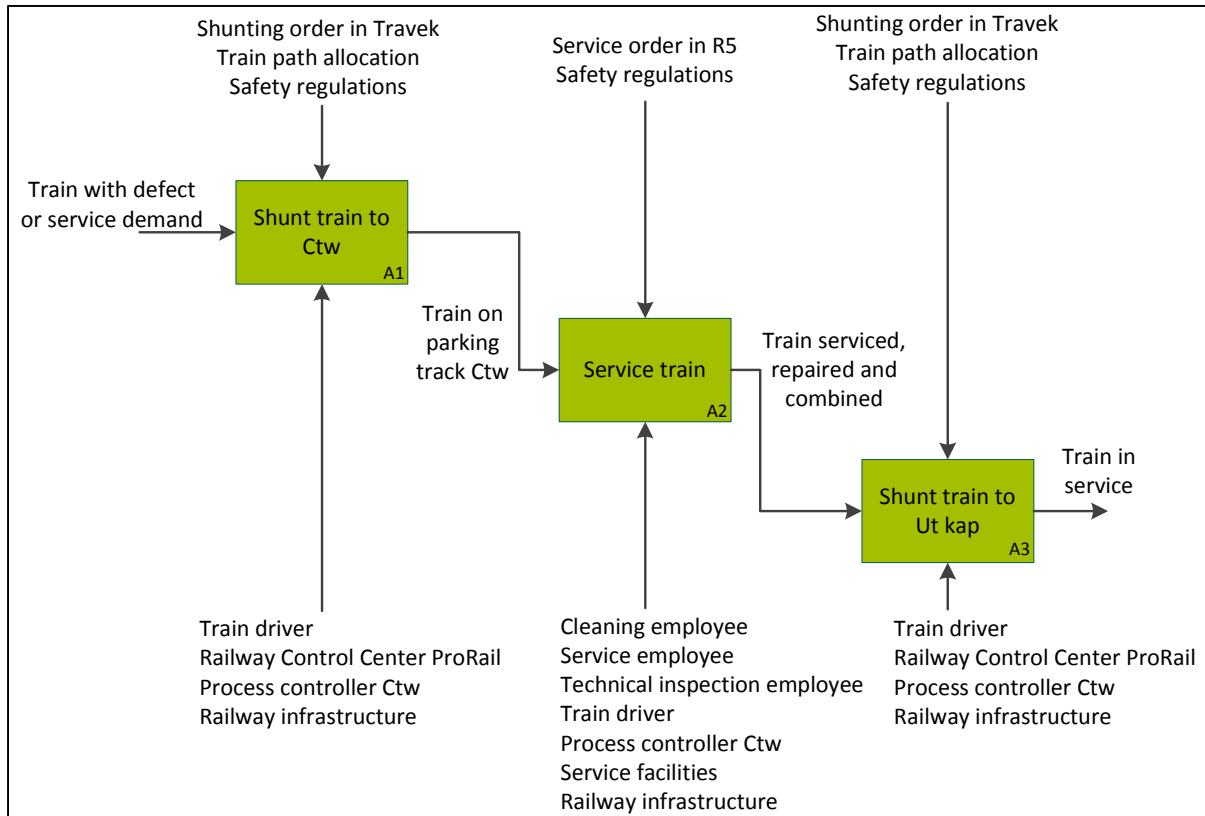 Shunting order in Travek
Train path allocation
Safety regulations
Service order in R5
Safety regulations
Shunting order in Travek
Train path allocation
Safety regulations
Train with defect
or service demand
Shunt train to
Ctw
A1
Train on
parking
track Ctw
Service train
A2
Train serviced,
repaired and
combined
Shunt train to
Ut kap
A3
Train in
service
Train driver
Railway Control Center ProRail
Process controller Ctw
Railway infrastructure
Cleaning employee
Service employee
Technical inspection employee
Train driver
Process controller Ctw
Service facilities
Railway infrastructure
Train driver
Railway Control Center ProRail
Process controller Ctw
Railway infrastructure